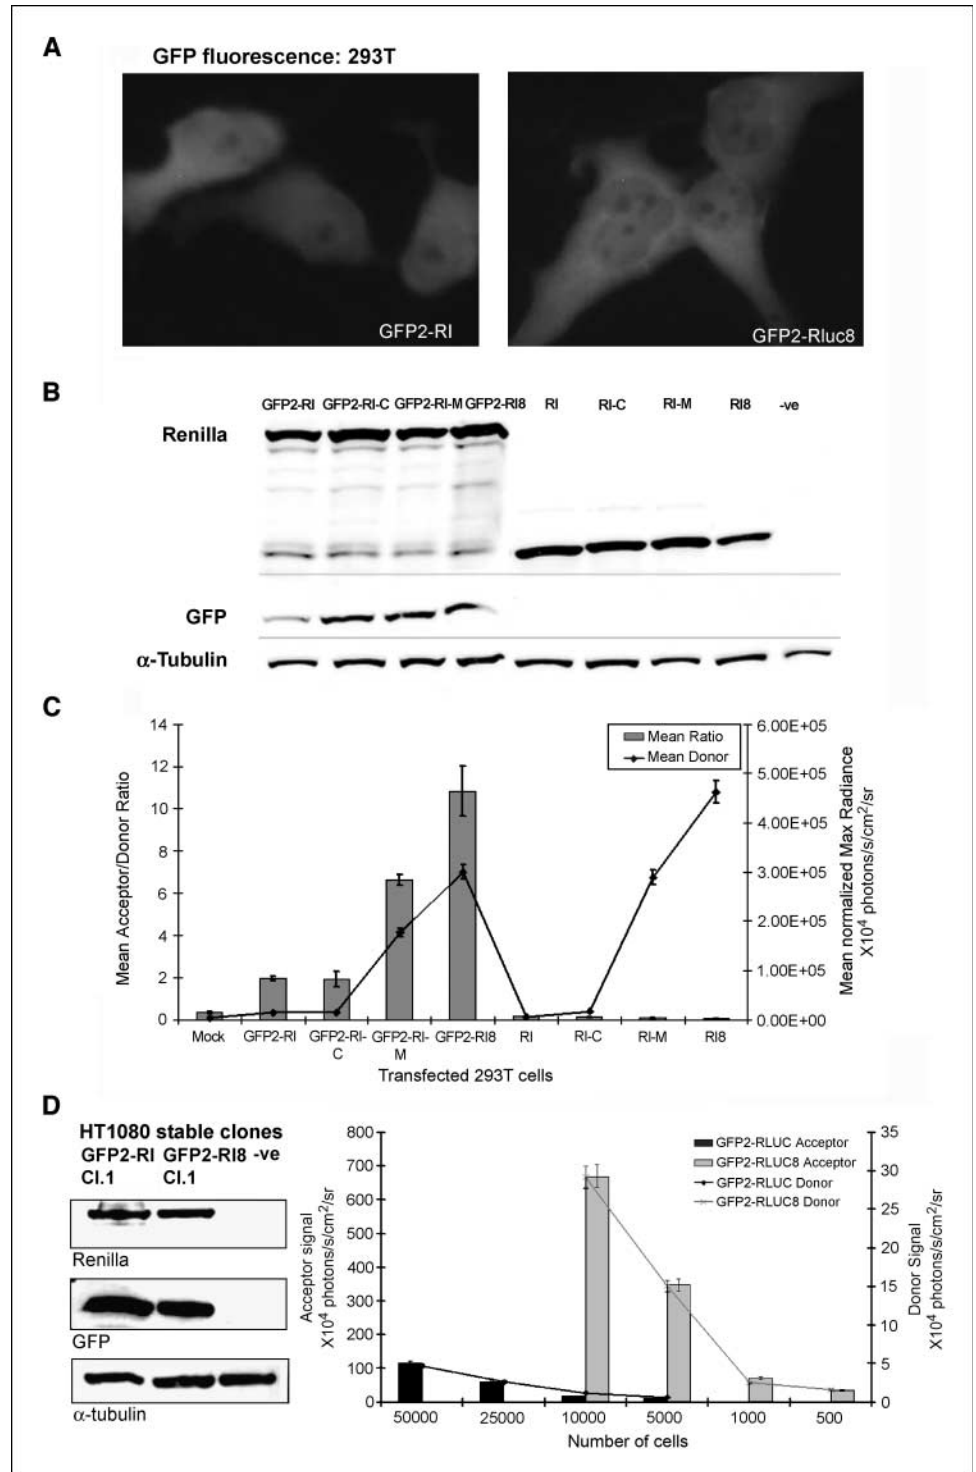 A
GFP fluorescence: 293T
GFP2-RI
GFP2-Rluc8
B
GFP2-RI GFP2-RI-C GFP2-RI-M GFP2-RI8 RI RI-C RI-M RI8 -ve
Renilla
GFP
α-Tubulin
C
Mean Acceptor/Donor Ratio
14
12
10
8
6
4
2
0
Mean Ratio
Mean Donor
6.00E+05
5.00E+05
4.00E+05
3.00E+05
2.00E+05
1.00E+05
0.00E+00
Mean normalized Max Radiance
X10⁴ photons/s/cm²/sr
Mock GFP2-RI GFP2-RI-C GFP2-RI-M GFP2-RI8 RI RI-C RI-M RI8
Transfected 293T cells
D
HT1080 stable clones
GFP2-RI GFP2-RI8 -ve
Cl.1 Cl.1
Renilla
GFP
α-tubulin
Acceptor signal
X10⁴ photons/s/cm²/sr
800
700
600
500
400
300
200
100
0
GFP2-RLUC Acceptor
GFP2-RLUC8 Acceptor
GFP2-RLUC Donor
GFP2-RLUC8 Donor
35
30
25
20
15
10
5
0
Donor Signal
X10⁴ photons/s/cm²/sr
50000 25000 10000 5000 1000 500
Number of cells